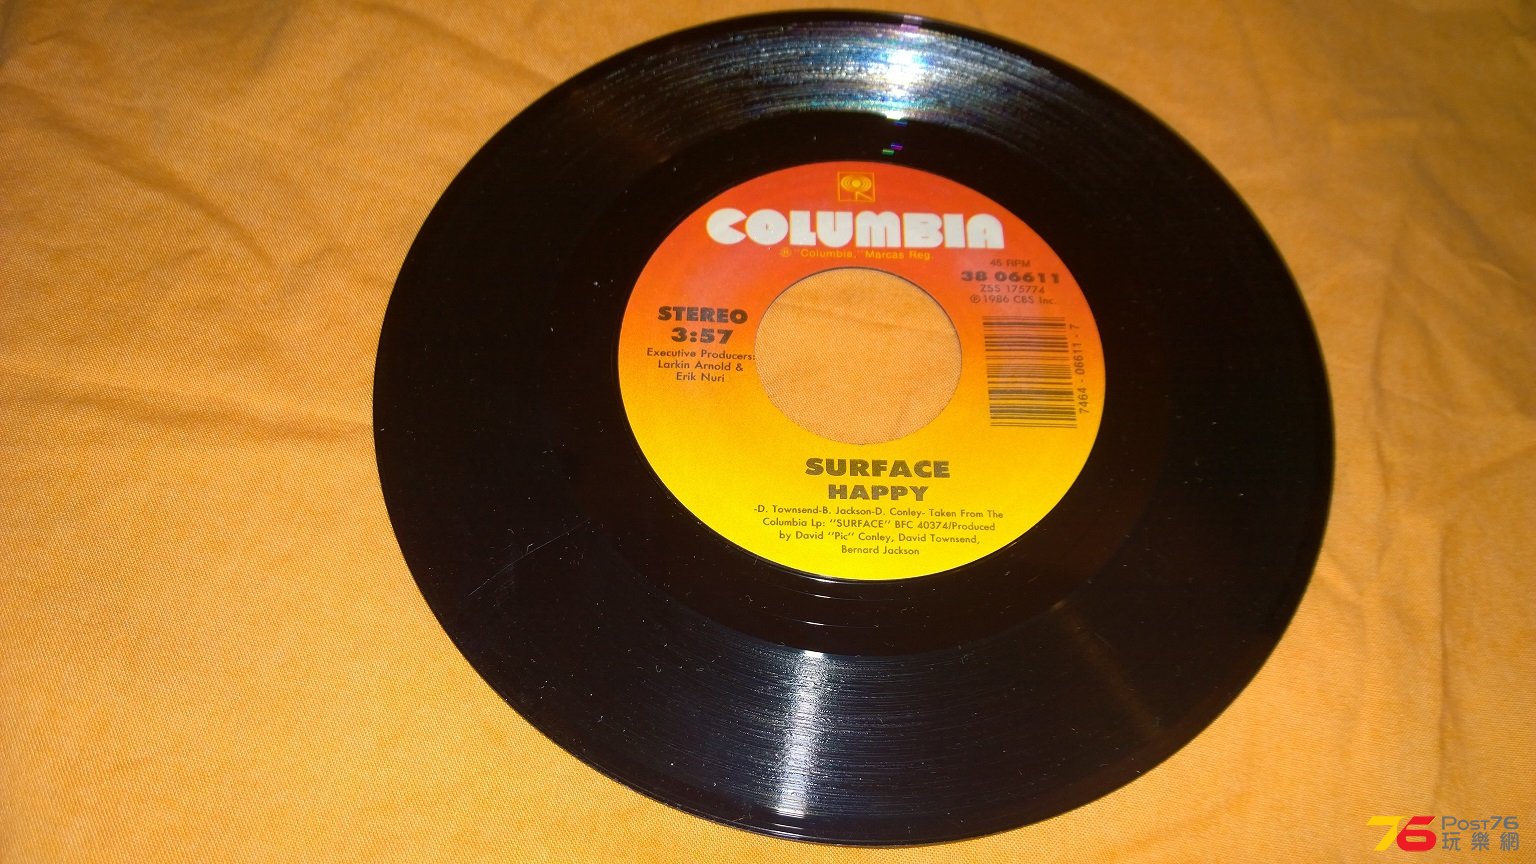 COLUMBIA
℗ "Columbia," Marcas Reg.
45 RPM
38 06611
ZSS 175774
℗ 1986 CBS Inc.
STEREO
3:57
Executive Producers:
Larkin Arnold &
Erik Nuri
7464 - 06611 - 7
SURFACE
HAPPY
-D. Townsend-B. Jackson-D. Conley- Taken From The
Columbia Lp: "SURFACE" BFC 40374/Produced
by David "Pic" Conley, David Townsend,
Bernard Jackson
76 POST76
玩樂網